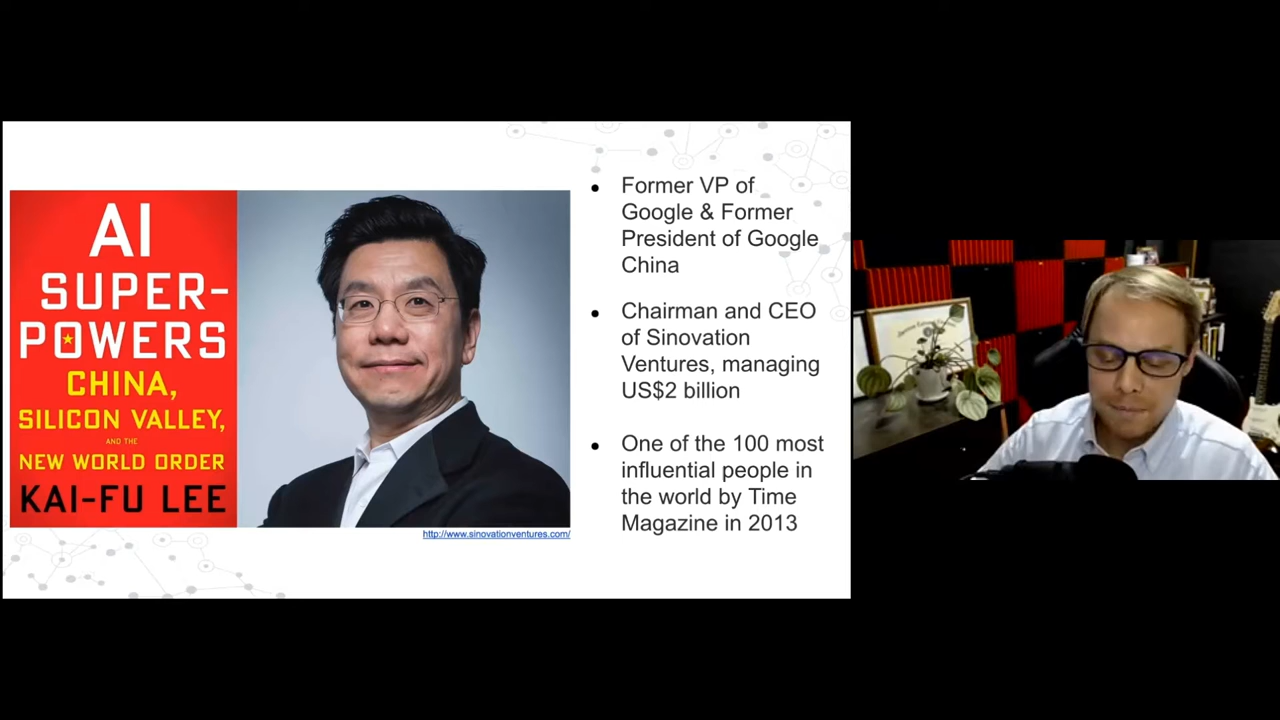 AI
SUPER-
POWERS
CHINA,
SILICON VALLEY,
AND THE
NEW WORLD ORDER
KAI-FU LEE
http://www.sinovationventures.com/
• Former VP of
Google & Former
President of Google
China
• Chairman and CEO
of Sinovation
Ventures, managing
US$2 billion
• One of the 100 most
influential people in
the world by Time
Magazine in 2013